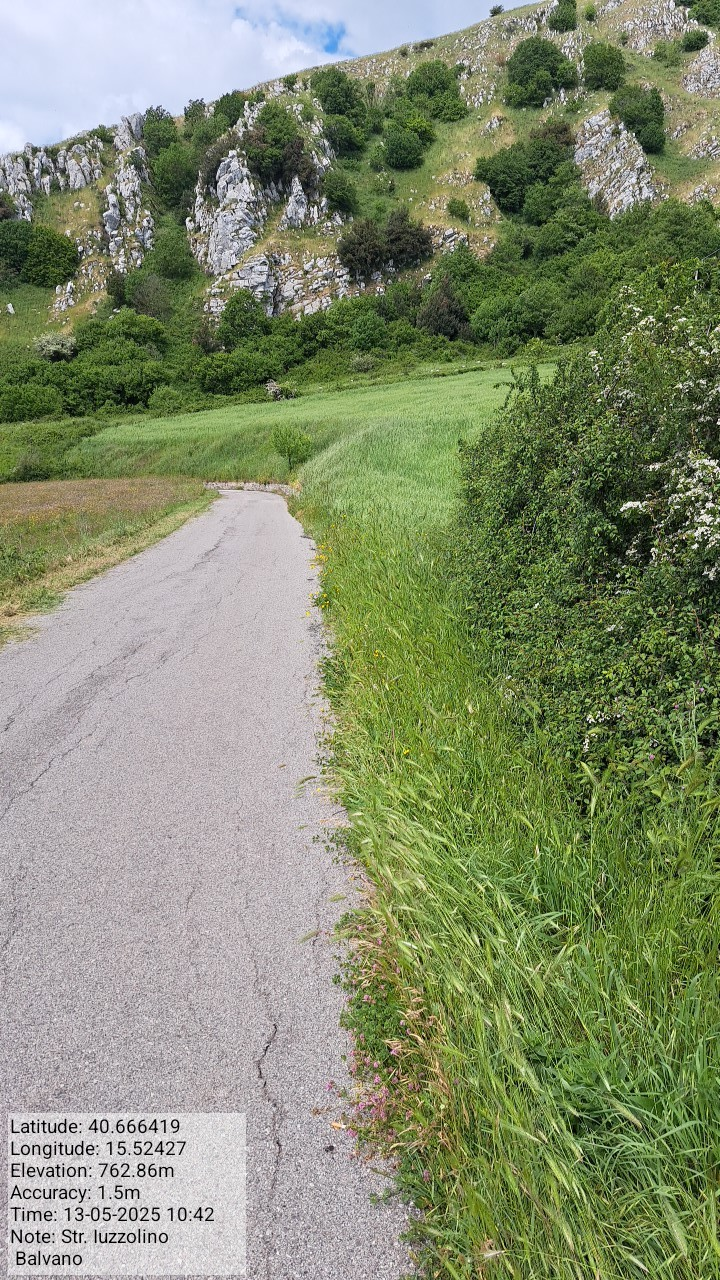 Latitude: 40.666419
Longitude: 15.52427
Elevation: 762.86m
Accuracy: 1.5m
Time: 13-05-2025 10:42
Note: Str. Iuzzolino
Balvano